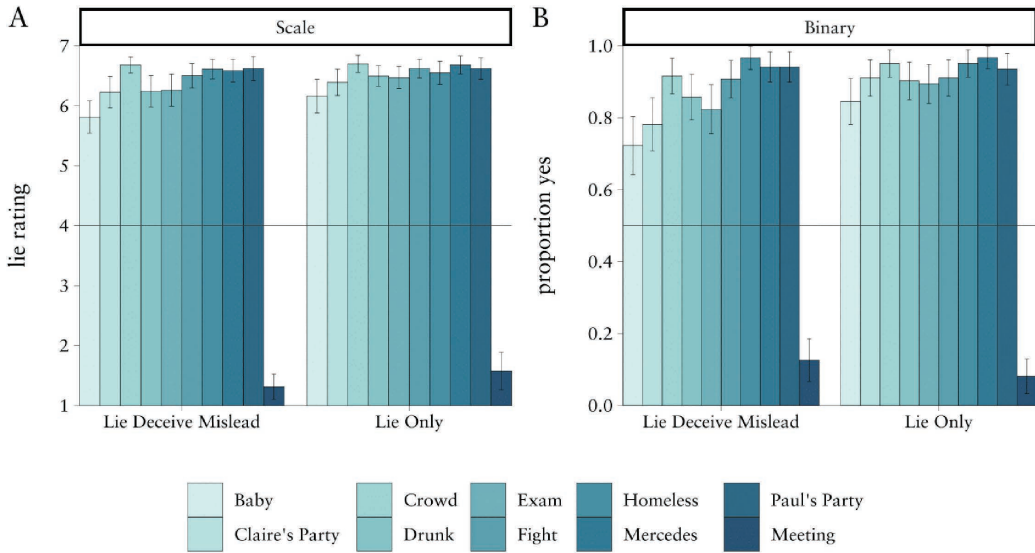 A
B
Scale
Binary
lie rating
7
6
5
4
3
2
1
Lie Deceive Mislead
Lie Only
proportion yes
1.0
0.8
0.6
0.4
0.2
0.0
Lie Deceive Mislead
Lie Only
Baby
Crowd
Exam
Homeless
Paul's Party
Claire's Party
Drunk
Fight
Mercedes
Meeting